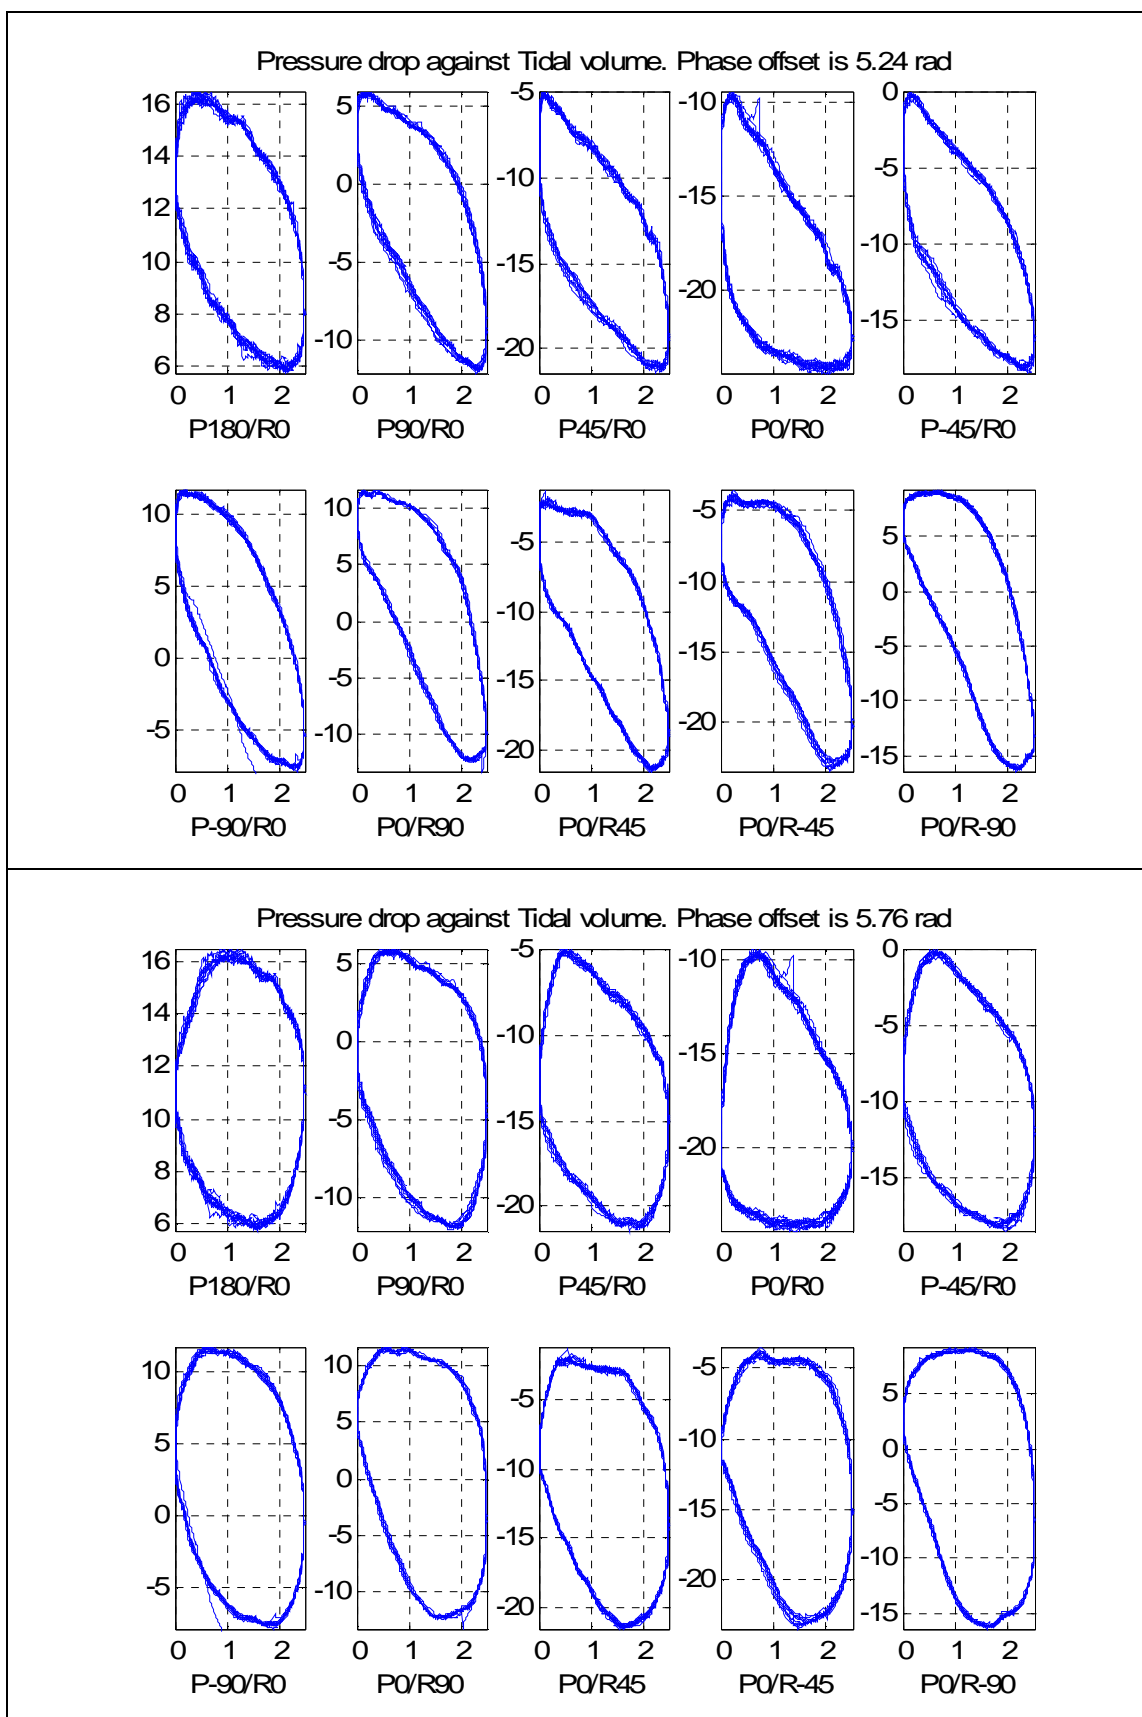 Pressure drop against Tidal volume. Phase offset is 5.24 rad
16 14 12 10 8 6
5 0 -5 -10
-5 -10 -15 -20
-10 -15 -20
0 -5 -10 -15
0 1 2 0 1 2 0 1 2 0 1 2 0 1 2
P180/R0 P90/R0 P45/R0 P0/R0 P-45/R0
10 5 0 -5
10 5 0 -5 -10
-5 -10 -15 -20
-5 -10 -15 -20
5 0 -5 -10 -15
0 1 2 0 1 2 0 1 2 0 1 2 0 1 2
P-90/R0 P0/R90 P0/R45 P0/R-45 P0/R-90
Pressure drop against Tidal volume. Phase offset is 5.76 rad
16 14 12 10 8 6
5 0 -5 -10
-5 -10 -15 -20
-10 -15 -20
0 -5 -10 -15
0 1 2 0 1 2 0 1 2 0 1 2 0 1 2
P180/R0 P90/R0 P45/R0 P0/R0 P-45/R0
10 5 0 -5
10 5 0 -5 -10
-5 -10 -15 -20
-5 -10 -15 -20
5 0 -5 -10 -15
0 1 2 0 1 2 0 1 2 0 1 2 0 1 2
P-90/R0 P0/R90 P0/R45 P0/R-45 P0/R-90